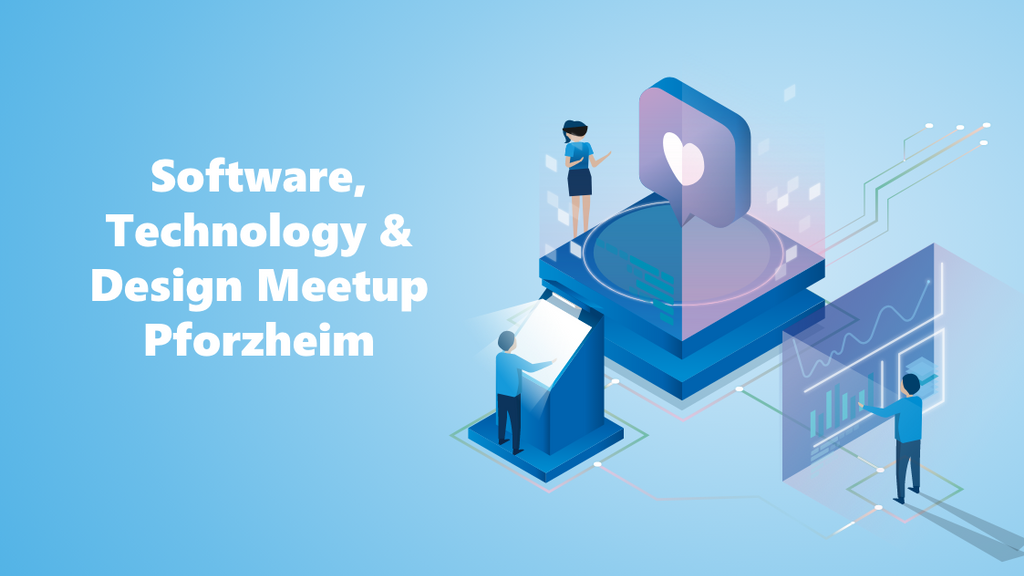 Software,
Technology &
Design Meetup
Pforzheim